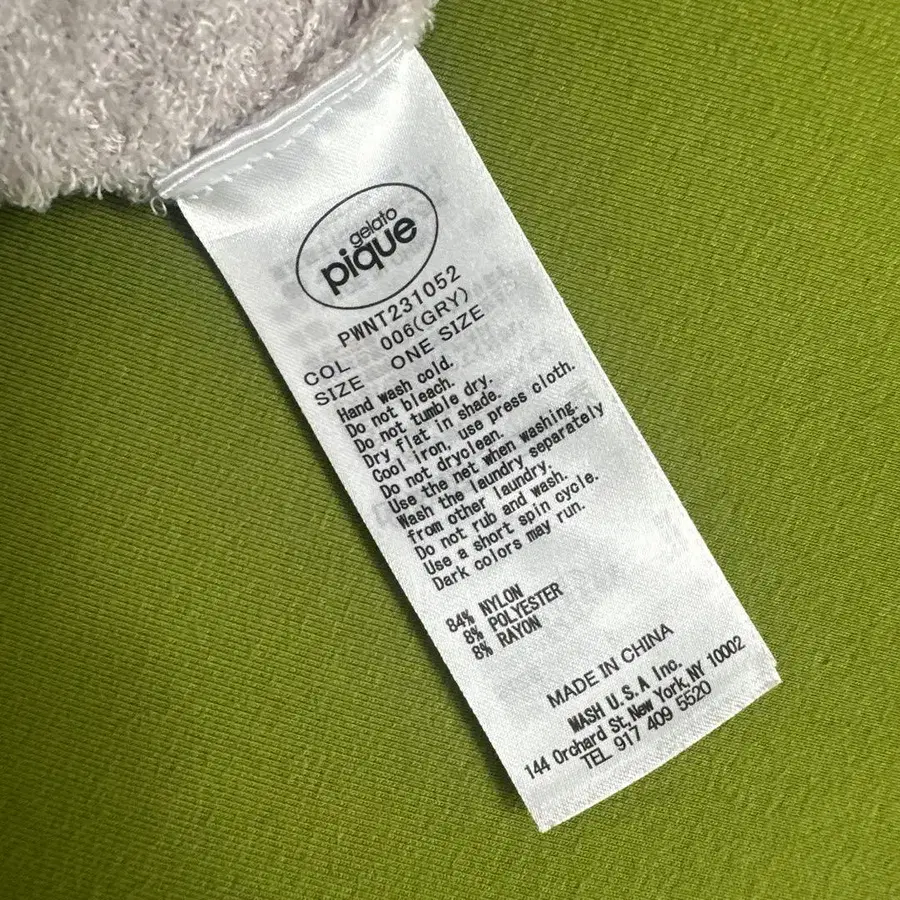 gelato
pique
PWNT231052
COL 006(GRY)
SIZE ONE SIZE
Hand wash cold.
Do not bleach.
Do not tumble dry.
Dry flat in shade.
Cool iron, use press cloth.
Do not dryclean.
Use the net when washing.
Wash the laundry separately
from other laundry.
Do not rub and wash.
Use a short spin cycle.
Dark colors may run.
84% NYLON
8% POLYESTER
8% RAYON
MADE IN CHINA
MASH U.S.A Inc.
144 Orchard St, New York, NY 10002
TEL 917 409 5520